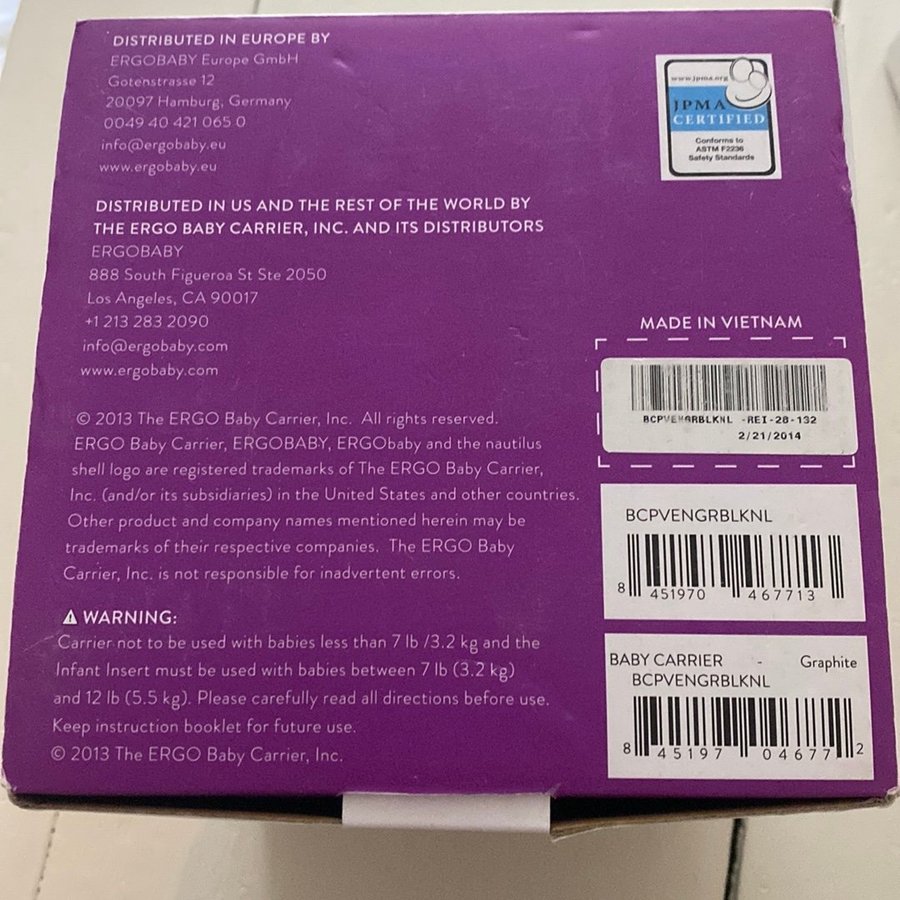 DISTRIBUTED IN EUROPE BY
ERGOBABY Europe GmbH
Gotenstrasse 12
20097 Hamburg, Germany
0049 40 421 065 0
info@ergobaby.eu
www.ergobaby.eu
DISTRIBUTED IN US AND THE REST OF THE WORLD BY
THE ERGO BABY CARRIER, INC. AND ITS DISTRIBUTORS
ERGOBABY
888 South Figueroa St Ste 2050
Los Angeles, CA 90017
+1 213 283 2090
info@ergobaby.com
www.ergobaby.com
© 2013 The ERGO Baby Carrier, Inc. All rights reserved.
ERGO Baby Carrier, ERGOBABY, ERGObaby and the nautilus
shell logo are registered trademarks of The ERGO Baby Carrier,
Inc. (and/or its subsidiaries) in the United States and other countries.
Other product and company names mentioned herein may be
trademarks of their respective companies. The ERGO Baby
Carrier, Inc. is not responsible for inadvertent errors.
WARNING:
Carrier not to be used with babies less than 7 lb /3.2 kg and the
Infant Insert must be used with babies between 7 lb (3.2 kg)
and 12 lb (5.5 kg). Please carefully read all directions before use.
Keep instruction booklet for future use.
© 2013 The ERGO Baby Carrier, Inc.
www.jpma.org
JPMA
CERTIFIED
Conforms to
ASTM F2236
Safety Standards
MADE IN VIETNAM
BCPVENGRBLKNL -REI-28-132
2/21/2014
BCPVENGRBLKNL
8 451970 467713
BABY CARRIER - Graphite
BCPVENGRBLKNL
8 45197 04677 2